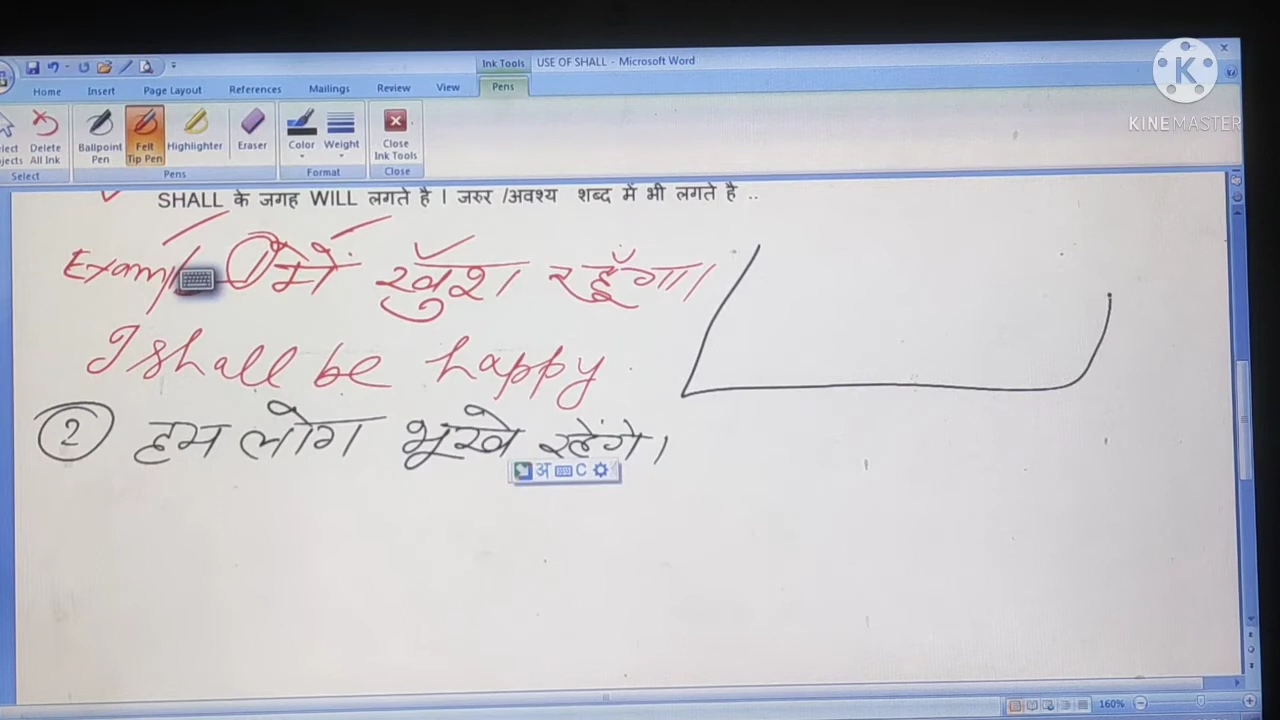 Ink Tools USE OF SHALL - Microsoft Word
Home Insert Page Layout References Mailings Review View Pens
Delete All Ink Ballpoint Pen Felt Tip Pen Highlighter Eraser Color Weight Close Ink Tools
Select Pens Format Close
KINEMASTER
SHALL के जगह WILL लगते है । जरुर /अवश्य शब्द में भी लगते है ..
में खुँश रहूँगा।
I shall be happy
2 हम लोग भूखे रहेंगे।
अ C
160%